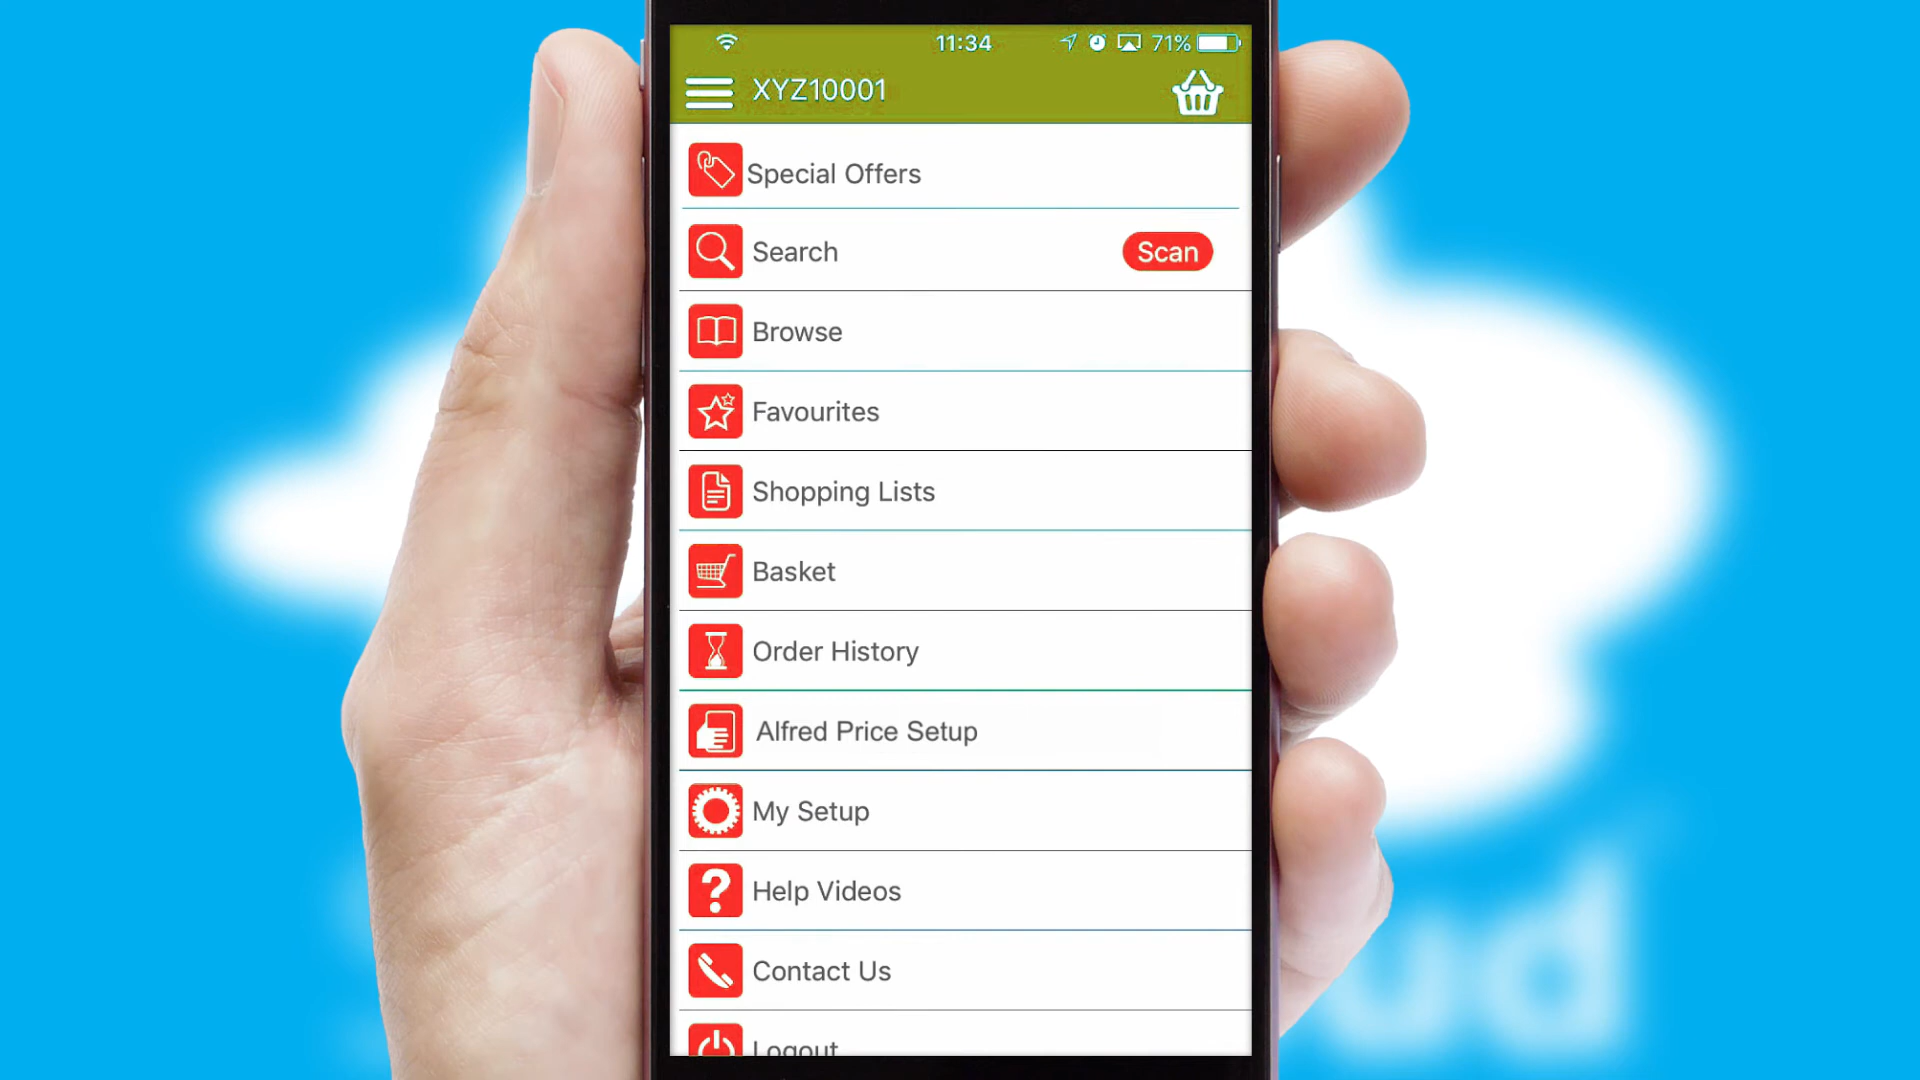 11:34 71%
XYZ10001
Special Offers
Search Scan
Browse
Favourites
Shopping Lists
Basket
Order History
Alfred Price Setup
My Setup
Help Videos
Contact Us
Logout